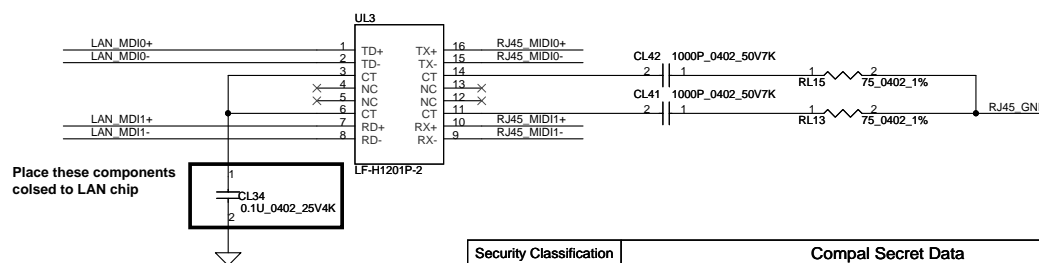 UL3
LAN_MDI0+ 1 TD+ TX+ 16 RJ45_MIDI0+
LAN_MDI0- 2 TD- TX- 15 RJ45_MIDI0-
3 CT CT 14
4 NC NC 13
5 NC NC 12
6 CT CT 11
LAN_MDI1+ 7 RD+ RX+ 10 RJ45_MIDI1+
LAN_MDI1- 8 RD- RX- 9 RJ45_MIDI1-
LF-H1201P-2
CL42 1000P_0402_50V7K
2 1
1 2
RL15 75_0402_1%
CL41 1000P_0402_50V7K
2 1
1 2
RL13 75_0402_1%
RJ45_GND
Place these components
colsed to LAN chip
1
CL34
0.1U_0402_25V4K
2
Security Classification Compal Secret Data